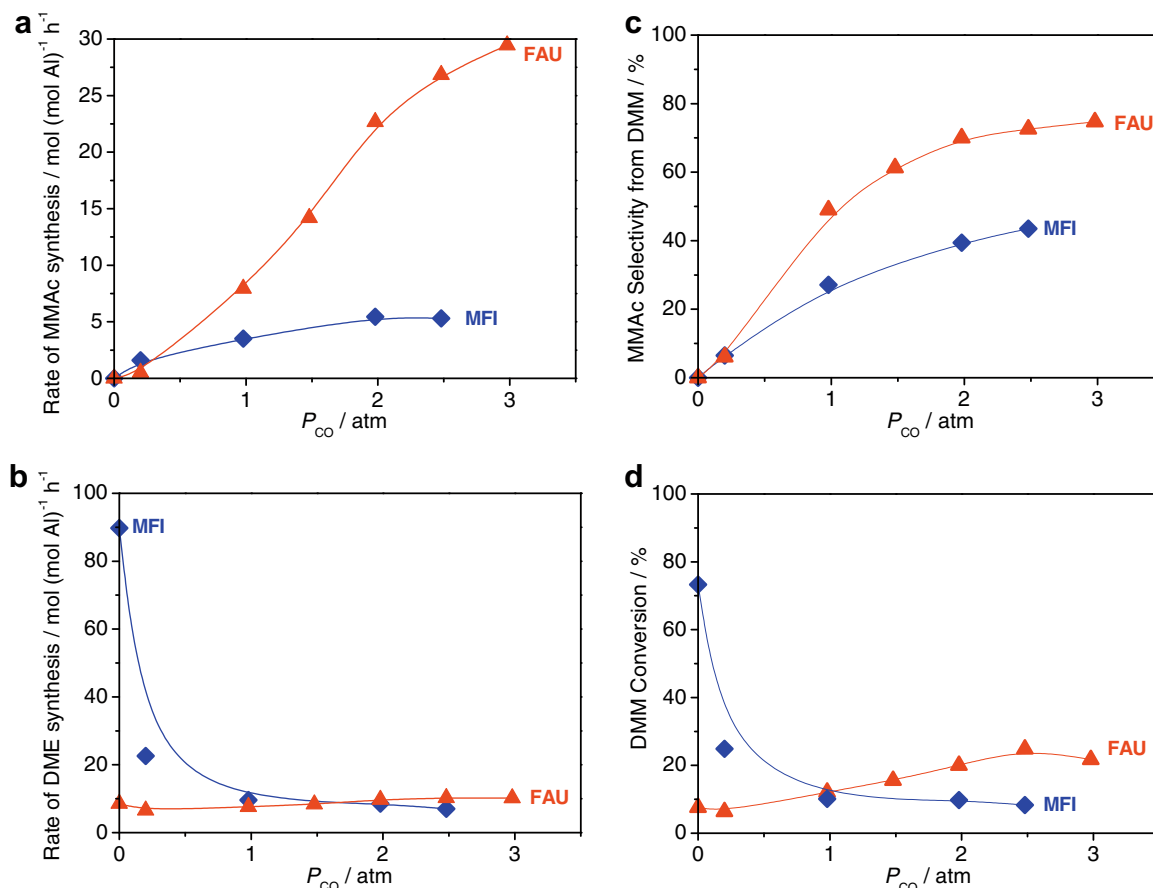 a
Rate of MMAc synthesis / mol (mol Al)⁻¹ h⁻¹
30
25
20
15
10
5
0
FAU
MFI
0 1 2 3
P_CO / atm
c
MMAc Selectivity from DMM / %
100
80
60
40
20
0
FAU
MFI
0 1 2 3
P_CO / atm
b
Rate of DME synthesis / mol (mol Al)⁻¹ h⁻¹
100
80
60
40
20
0
MFI
FAU
0 1 2 3
P_CO / atm
d
DMM Conversion / %
100
80
60
40
20
0
FAU
MFI
0 1 2 3
P_CO / atm